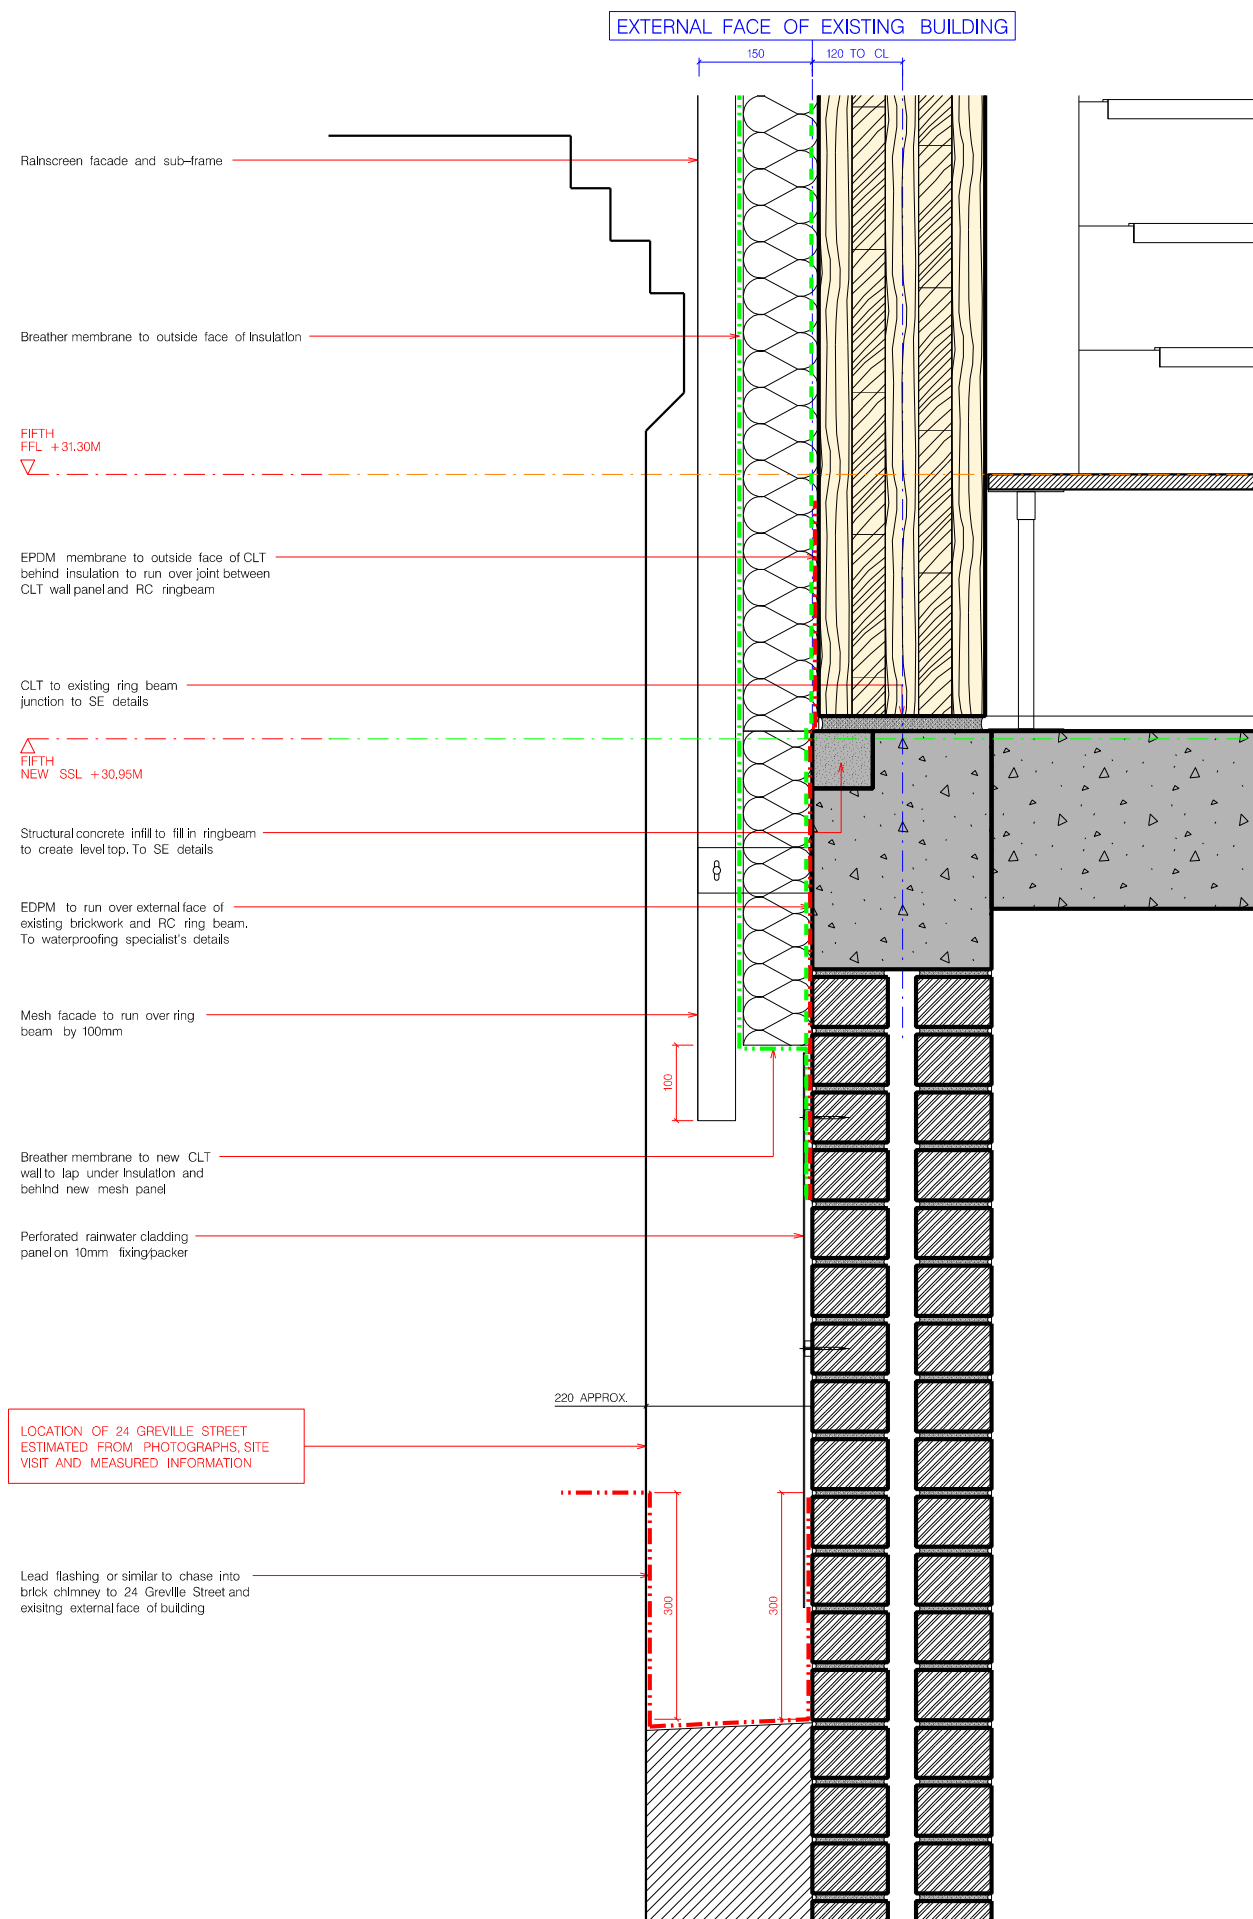 EXTERNAL FACE OF EXISTING BUILDING
150
120 TO CL
Rainscreen facade and sub-frame
Breather membrane to outside face of Insulation
FIFTH
FFL +31.30M
EPDM membrane to outside face of CLT
behind insulation to run over joint between
CLT wall panel and RC ringbeam
CLT to existing ring beam
junction to SE details
FIFTH
NEW SSL +30.95M
Structural concrete infill to fill in ringbeam
to create level top. To SE details
EDPM to run over external face of
existing brickwork and RC ring beam.
To waterproofing specialist's details
Mesh facade to run over ring
beam by 100mm
100
Breather membrane to new CLT
wall to lap under Insulation and
behind new mesh panel
Perforated rainwater cladding
panel on 10mm fixing/packer
220 APPROX.
LOCATION OF 24 GREVILLE STREET
ESTIMATED FROM PHOTOGRAPHS, SITE
VISIT AND MEASURED INFORMATION
Lead flashing or similar to chase into
brick chimney to 24 Greville Street and
exisitng external face of building
300
300